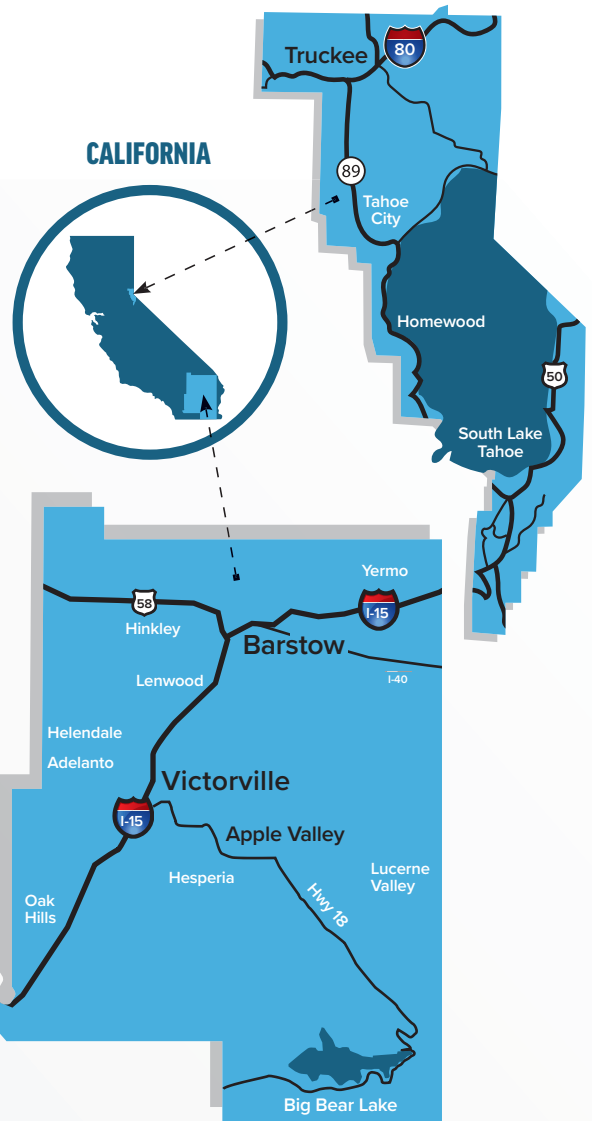 Truckee
80
CALIFORNIA
89
Tahoe
City
Homewood
50
South Lake
Tahoe
Yermo
58
I-15
Hinkley
Barstow
Lenwood
I-40
Helendale
Adelanto
Victorville
I-15
Apple Valley
Hesperia
Lucerne
Valley
Oak
Hills
Hwy 18
Big Bear Lake